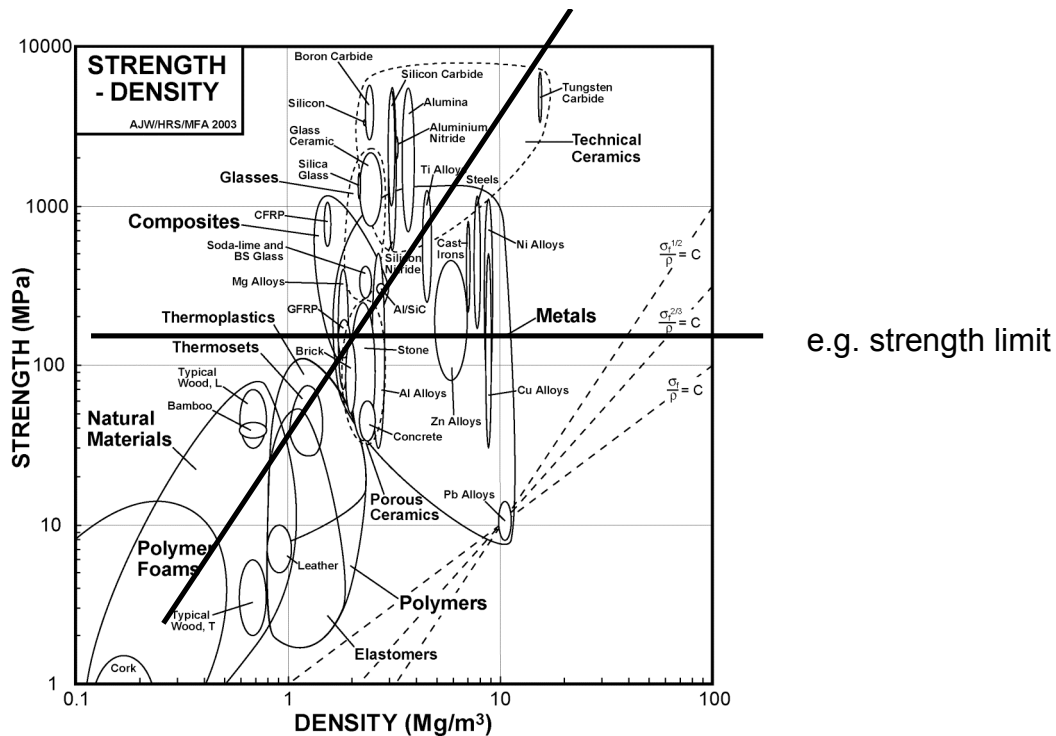 10000
1000
100
10
1
STRENGTH (MPa)
STRENGTH
- DENSITY
AJW/HRS/MFA 2003
Boron Carbide
Silicon Carbide
Silicon
Alumina
Tungsten
Carbide
Glass
Ceramic
Aluminium
Nitride
Technical
Ceramics
Silica
Glass
Glasses
Ti Alloys
Steels
Composites
CFRP
Soda-lime and
BS Glass
Silicon
Nitride
Cast
Irons
Ni Alloys
Mg Alloys
GFRP
Al/SiC
Metals
Thermoplastics
Thermosets
Brick
Stone
e.g. strength limit
Typical
Wood, L
Bamboo
Al Alloys
Zn Alloys
Cu Alloys
Natural
Materials
Concrete
Porous
Ceramics
Pb Alloys
Polymer
Foams
Leather
Typical
Wood, T
Polymers
Elastomers
Cork
σf1/2
ρ = C
σf2/3
ρ = C
σf
ρ = C
0.1
1
10
100
DENSITY (Mg/m³)